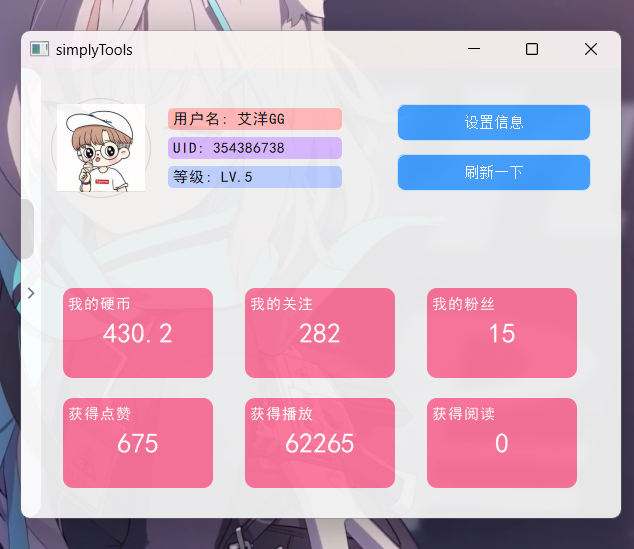 simplyTools
用户名: 艾洋GG
UID: 354386738
等级: LV.5
设置信息
刷新一下
我的硬币
430.2
我的关注
282
我的粉丝
15
获得点赞
675
获得播放
62265
获得阅读
0